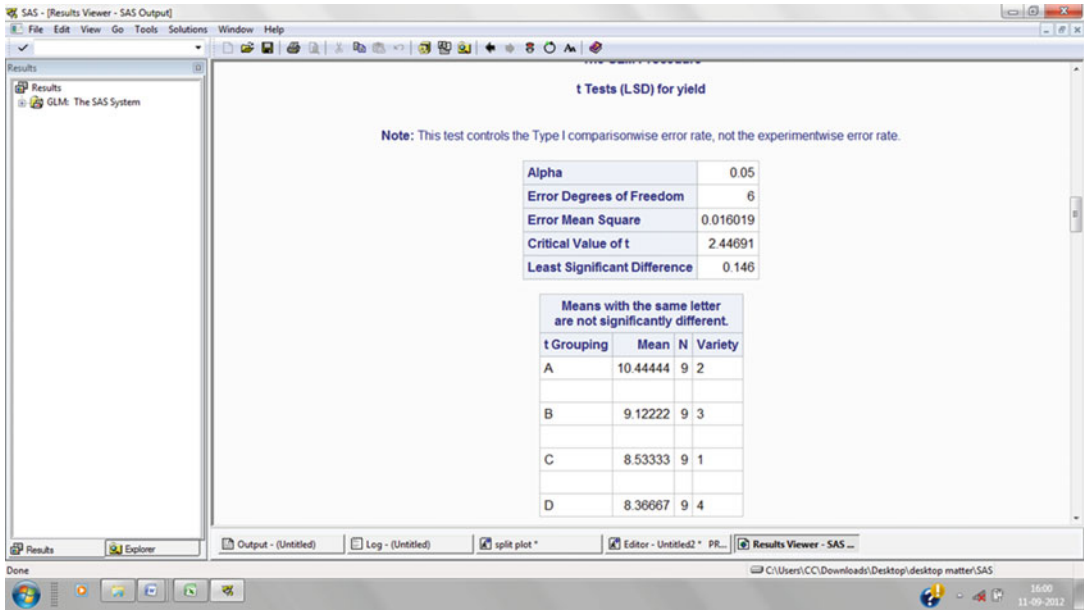 SAS - [Results Viewer - SAS Output]
File Edit View Go Tools Solutions Window Help
Results
Results
GLM: The SAS System
t Tests (LSD) for yield
Note: This test controls the Type I comparisonwise error rate, not the experimentwise error rate.
Alpha 0.05
Error Degrees of Freedom 6
Error Mean Square 0.016019
Critical Value of t 2.44691
Least Significant Difference 0.146
Means with the same letter
are not significantly different.
t Grouping Mean N Variety
A 10.44444 9 2
B 9.12222 9 3
C 8.53333 9 1
D 8.36667 9 4
Results Explorer
Output - (Untitled) Log - (Untitled) split plot * Editor - Untitled2 * PR... Results Viewer - SAS ...
Done C:\Users\CC\Downloads\Desktop\desktop matter\SAS
16:00
11-09-2012